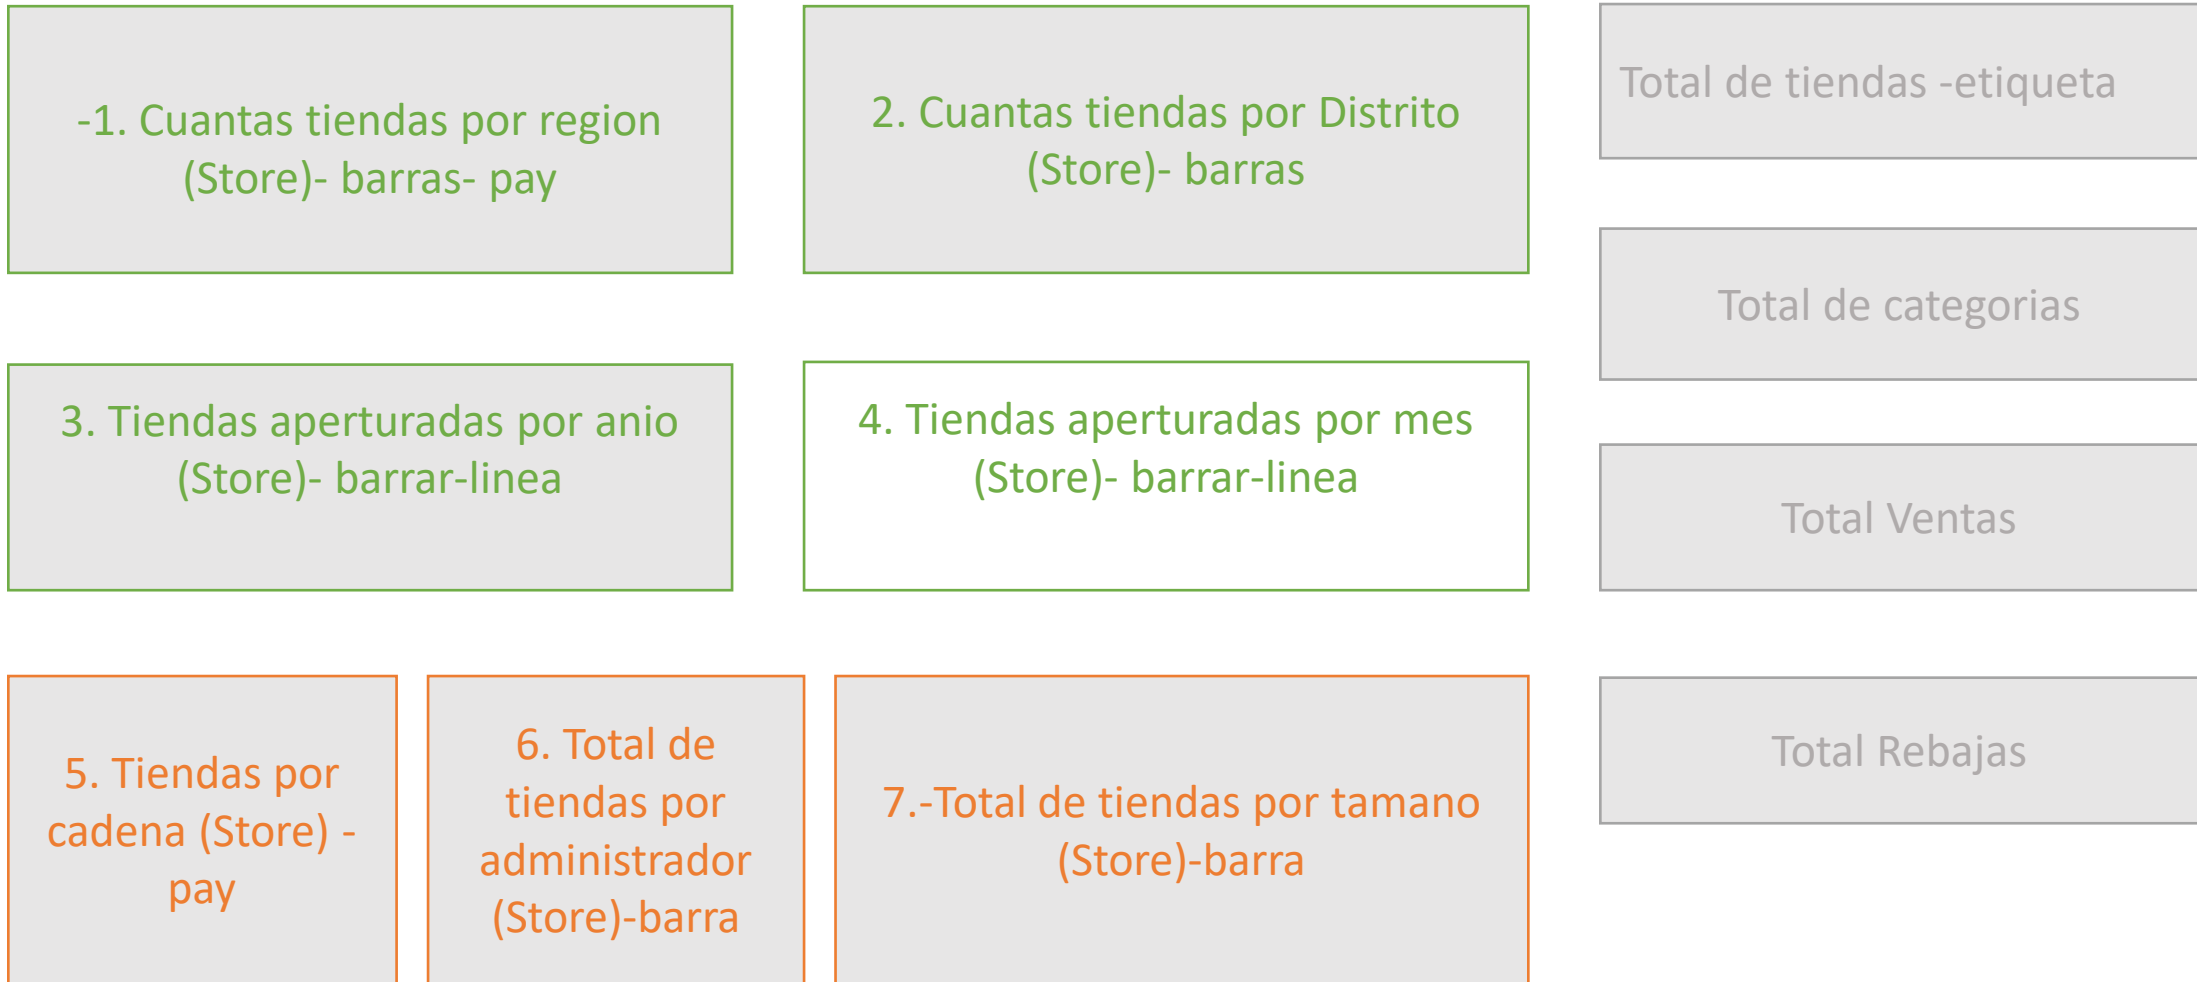 -1. Cuantas tiendas por region
(Store)- barras- pay
2. Cuantas tiendas por Distrito
(Store)- barras
Total de tiendas -etiqueta
Total de categorias
3. Tiendas aperturadas por anio
(Store)- barrar-linea
4. Tiendas aperturadas por mes
(Store)- barrar-linea
Total Ventas
5. Tiendas por
cadena (Store) -
pay
6. Total de
tiendas por
administrador
(Store)-barra
7.-Total de tiendas por tamano
(Store)-barra
Total Rebajas